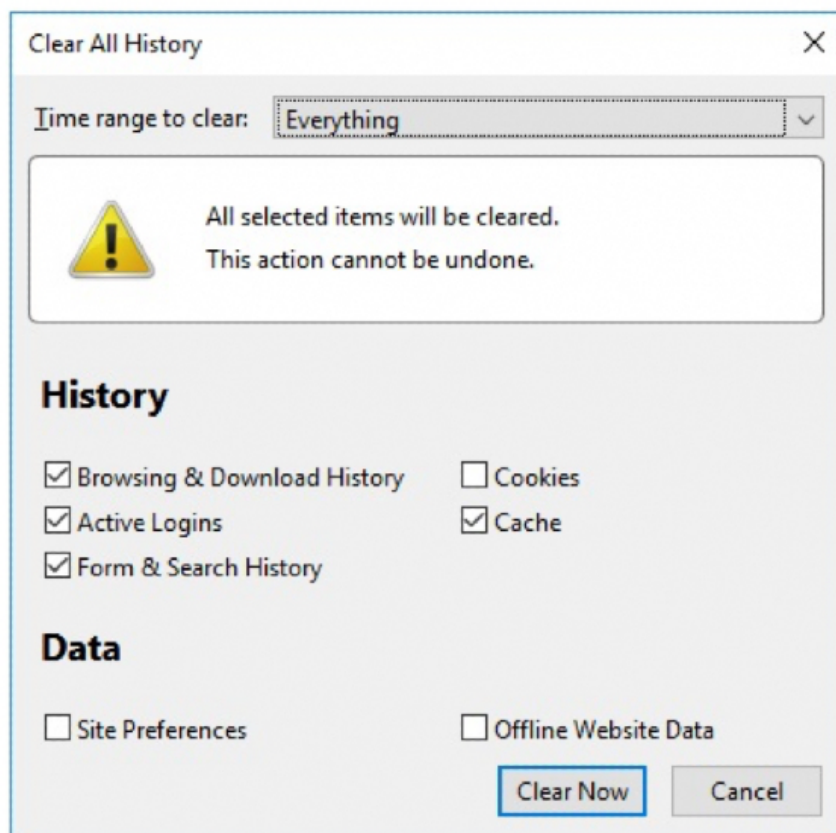 Clear All History
Time range to clear: Everything
All selected items will be cleared.
This action cannot be undone.
History
Browsing & Download History Cookies
Active Logins Cache
Form & Search History
Data
Site Preferences Offline Website Data
Clear Now Cancel